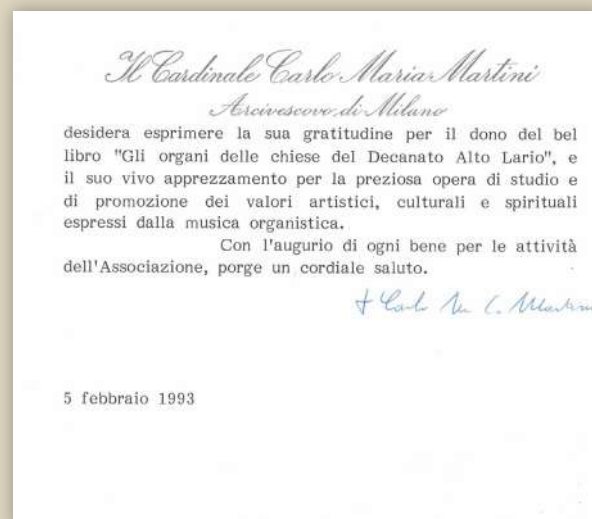 Il Cardinale Carlo Maria Martini
Arcivescovo di Milano
desidera esprimere la sua gratitudine per il dono del bel
libro "Gli organi delle chiese del Decanato Alto Lario", e
il suo vivo apprezzamento per la preziosa opera di studio e
di promozione dei valori artistici, culturali e spirituali
espressi dalla musica organistica.
Con l'augurio di ogni bene per le attività
dell'Associazione, porge un cordiale saluto.
+ Carlo M. C. Martini
5 febbraio 1993